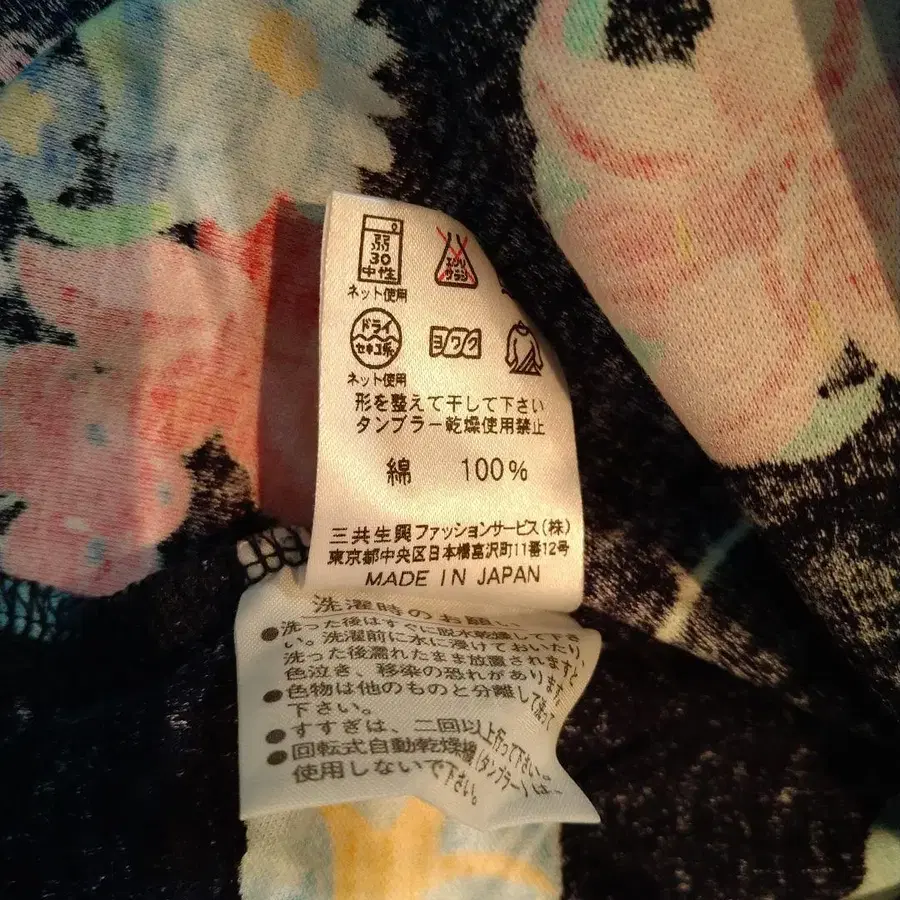 弱
30
中性
ネット使用
エンソ
サラシ
ドライ
セキユ系
ネット使用
ヨワク
形を整えて干して下さい
タンブラー乾燥使用禁止
綿 100%
三共生興ファッションサービス(株)
東京都中央区日本橋富沢町11番12号
MADE IN JAPAN
洗濯時のお願い
●洗った後はすぐに脱水乾燥して下さ
い。洗濯前に水に浸けておいたり、
洗った後濡れたまま放置されますと
色泣き、移染の恐れがあります。
●色物は他のものと分離して洗って
下さい。
●すすぎは、二回以上行って下さい。
●回転式自動乾燥機(タンブラー)は、
使用しないで下さい。